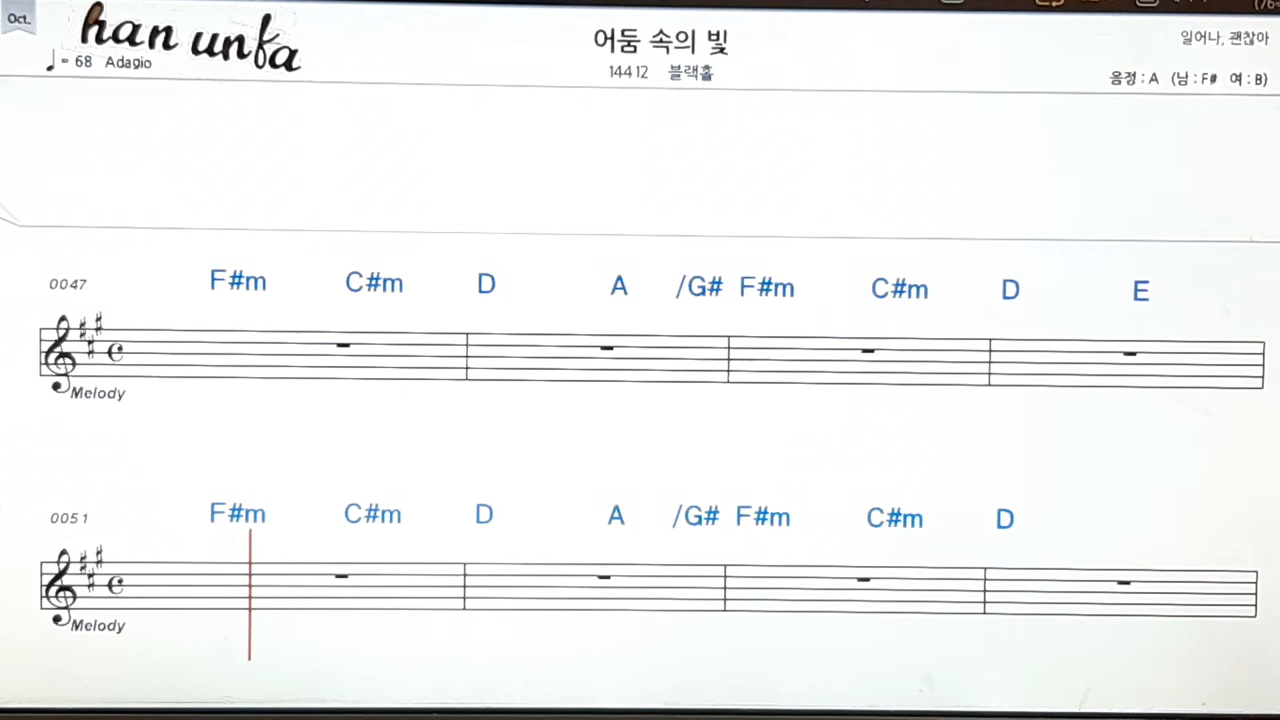 Oct.
han unfa
♩= 68 Adagio
어둠 속의 빛
14412 블랙홀
일어나, 괜찮아
음정 : A (남 : F# 여 : B)
0047 F#m C#m D A /G# F#m C#m D E
Melody
0051 F#m C#m D A /G# F#m C#m D
Melody